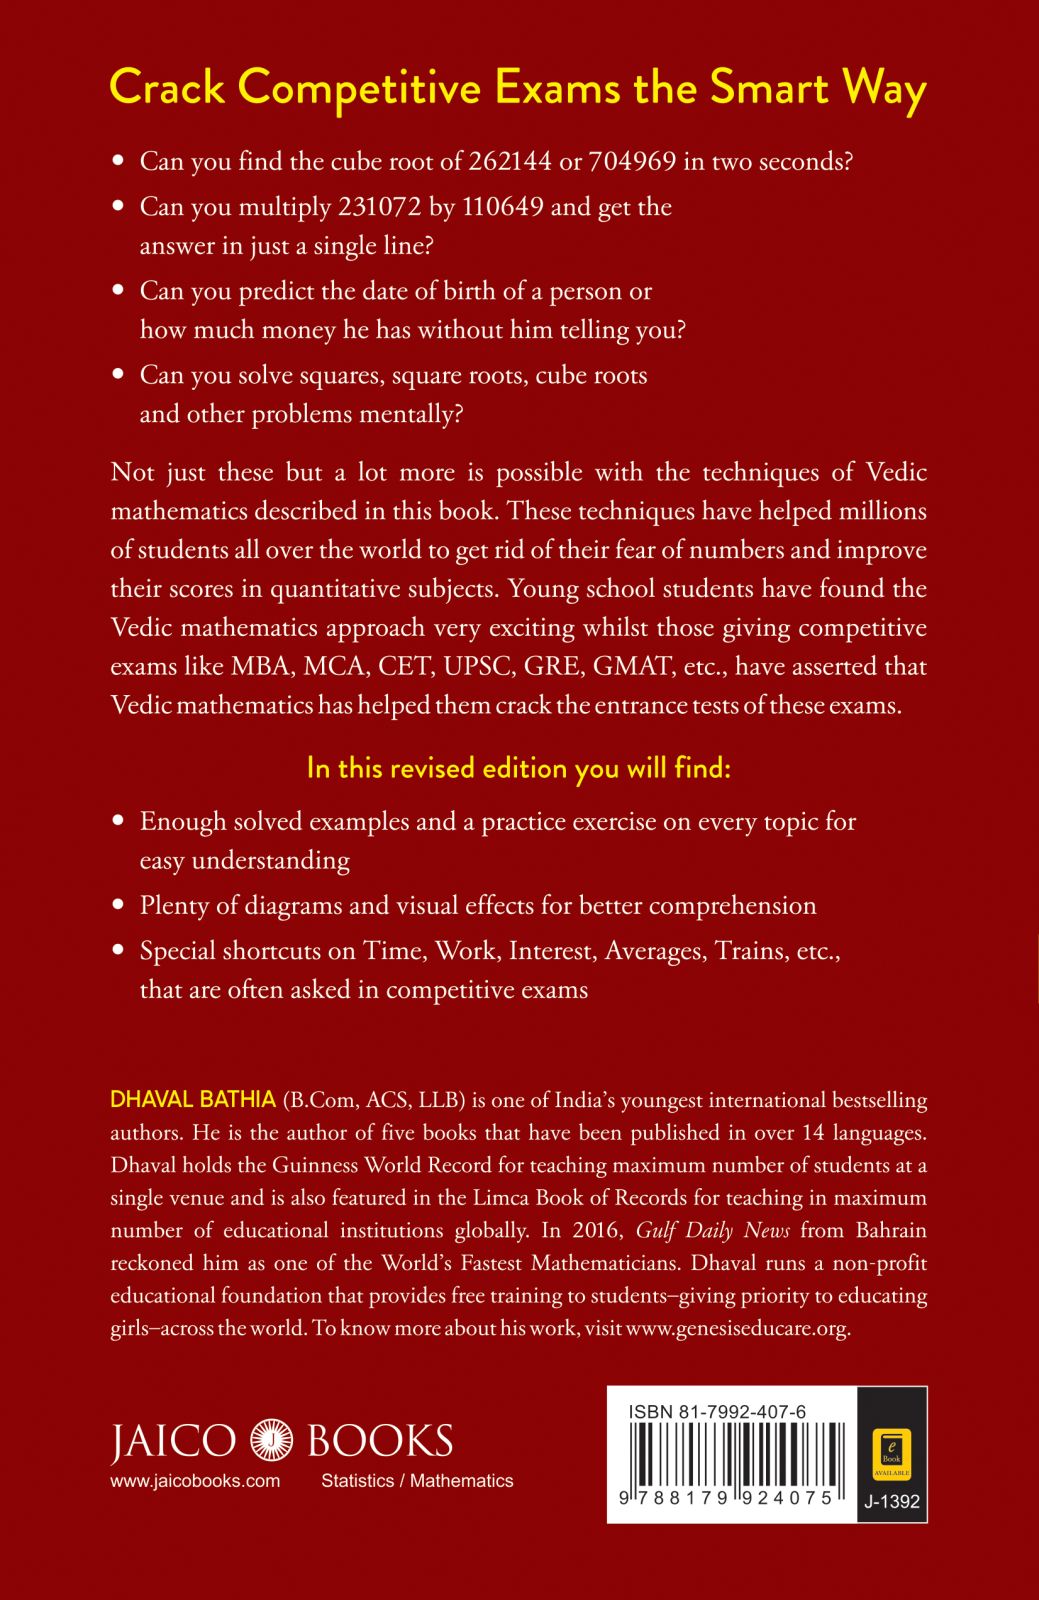 Crack Competitive Exams the Smart Way
• Can you find the cube root of 262144 or 704969 in two seconds?
• Can you multiply 231072 by 110649 and get the
answer in just a single line?
• Can you predict the date of birth of a person or
how much money he has without him telling you?
• Can you solve squares, square roots, cube roots
and other problems mentally?
Not just these but a lot more is possible with the techniques of Vedic
mathematics described in this book. These techniques have helped millions
of students all over the world to get rid of their fear of numbers and improve
their scores in quantitative subjects. Young school students have found the
Vedic mathematics approach very exciting whilst those giving competitive
exams like MBA, MCA, CET, UPSC, GRE, GMAT, etc., have asserted that
Vedic mathematics has helped them crack the entrance tests of these exams.
In this revised edition you will find:
• Enough solved examples and a practice exercise on every topic for
easy understanding
• Plenty of diagrams and visual effects for better comprehension
• Special shortcuts on Time, Work, Interest, Averages, Trains, etc.,
that are often asked in competitive exams
DHAVAL BATHIA (B.Com, ACS, LLB) is one of India's youngest international bestselling
authors. He is the author of five books that have been published in over 14 languages.
Dhaval holds the Guinness World Record for teaching maximum number of students at a
single venue and is also featured in the Limca Book of Records for teaching in maximum
number of educational institutions globally. In 2016, Gulf Daily News from Bahrain
reckoned him as one of the World's Fastest Mathematicians. Dhaval runs a non-profit
educational foundation that provides free training to students–giving priority to educating
girls–across the world. To know more about his work, visit www.genesiseducare.org.
JAICO J BOOKS
www.jaicobooks.com Statistics / Mathematics
ISBN 81-7992-407-6
9 788179 924075
e
Book
AVAILABLE
J-1392